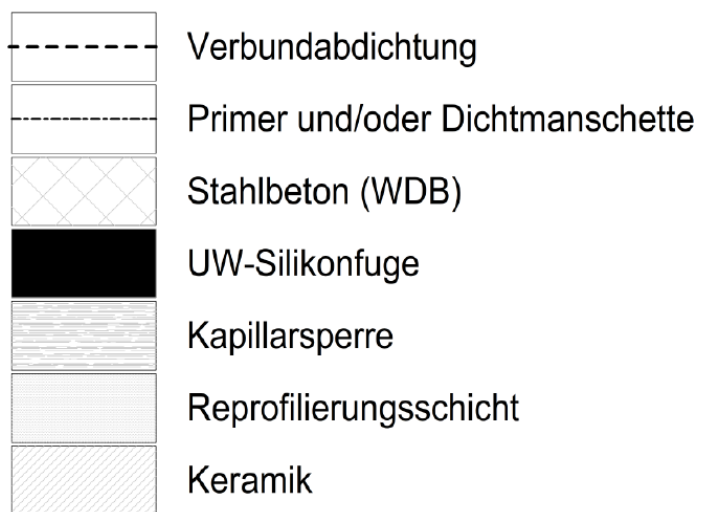 Verbundabdichtung
Primer und/oder Dichtmanschette
Stahlbeton (WDB)
UW-Silikonfuge
Kapillarsperre
Reprofilierungsschicht
Keramik